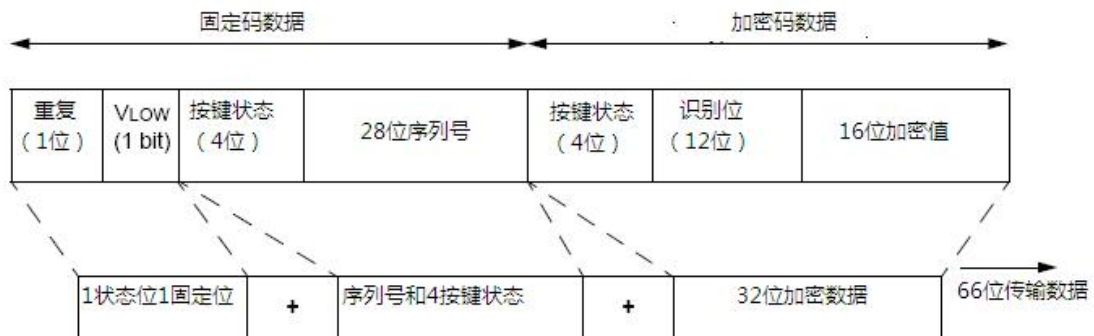 固定码数据
加密码数据
重复
（1位）
VLOW
(1 bit)
按键状态
（4位）
28位序列号
按键状态
（4位）
识别位
（12位）
16位加密值
1状态位1固定位
+
序列号和4按键状态
+
32位加密数据
66位传输数据